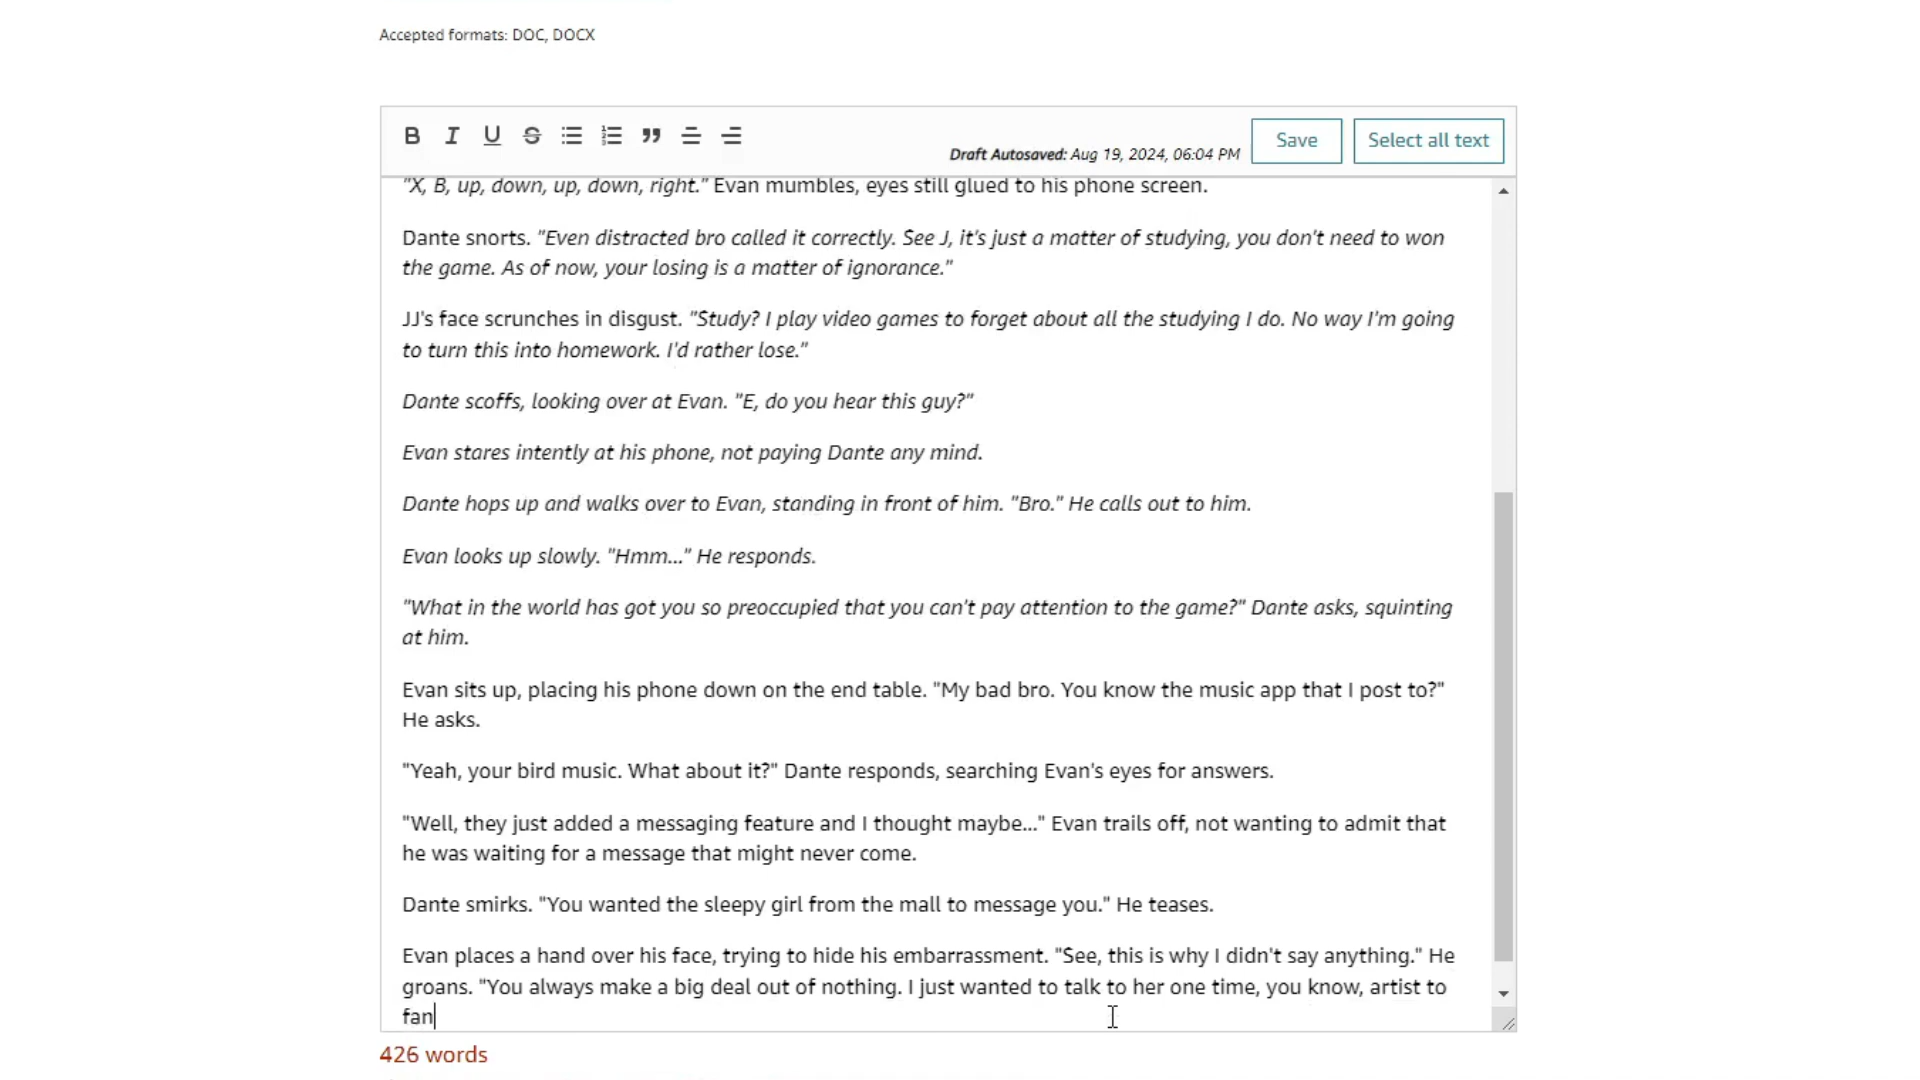 Accepted formats: DOC, DOCX
B I U S
Draft Autosaved: Aug 19, 2024, 06:04 PM
Save
Select all text
"X, B, up, down, up, down, right." Evan mumbles, eyes still glued to his phone screen.
Dante snorts. "Even distracted bro called it correctly. See J, it's just a matter of studying, you don't need to won
the game. As of now, your losing is a matter of ignorance."
JJ's face scrunches in disgust. "Study? I play video games to forget about all the studying I do. No way I'm going
to turn this into homework. I'd rather lose."
Dante scoffs, looking over at Evan. "E, do you hear this guy?"
Evan stares intently at his phone, not paying Dante any mind.
Dante hops up and walks over to Evan, standing in front of him. "Bro." He calls out to him.
Evan looks up slowly. "Hmm..." He responds.
"What in the world has got you so preoccupied that you can't pay attention to the game?" Dante asks, squinting
at him.
Evan sits up, placing his phone down on the end table. "My bad bro. You know the music app that I post to?"
He asks.
"Yeah, your bird music. What about it?" Dante responds, searching Evan's eyes for answers.
"Well, they just added a messaging feature and I thought maybe..." Evan trails off, not wanting to admit that
he was waiting for a message that might never come.
Dante smirks. "You wanted the sleepy girl from the mall to message you." He teases.
Evan places a hand over his face, trying to hide his embarrassment. "See, this is why I didn't say anything." He
groans. "You always make a big deal out of nothing. I just wanted to talk to her one time, you know, artist to
fan
426 words